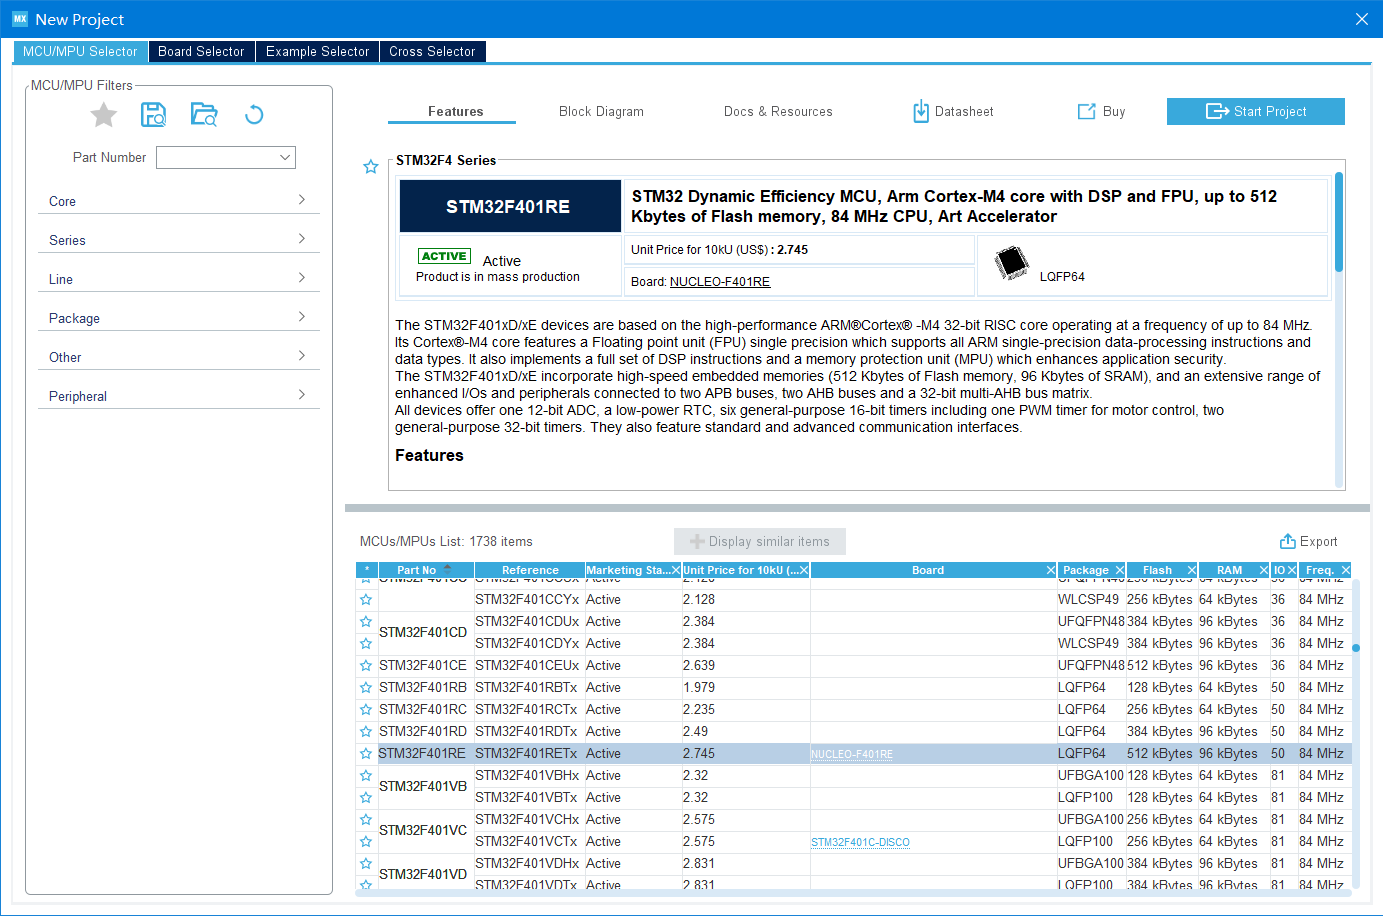 MX New Project
MCU/MPU Selector Board Selector Example Selector Cross Selector
MCU/MPU Filters
Part Number
Core
Series
Line
Package
Other
Peripheral
Features Block Diagram Docs & Resources Datasheet Buy Start Project
STM32F4 Series
STM32F401RE
STM32 Dynamic Efficiency MCU, Arm Cortex-M4 core with DSP and FPU, up to 512
Kbytes of Flash memory, 84 MHz CPU, Art Accelerator
ACTIVE Active
Product is in mass production
Unit Price for 10kU (US$) : 2.745
Board: NUCLEO-F401RE
LQFP64
The STM32F401xD/xE devices are based on the high-performance ARM®Cortex® -M4 32-bit RISC core operating at a frequency of up to 84 MHz.
Its Cortex®-M4 core features a Floating point unit (FPU) single precision which supports all ARM single-precision data-processing instructions and
data types. It also implements a full set of DSP instructions and a memory protection unit (MPU) which enhances application security.
The STM32F401xD/xE incorporate high-speed embedded memories (512 Kbytes of Flash memory, 96 Kbytes of SRAM), and an extensive range of
enhanced I/Os and peripherals connected to two APB buses, two AHB buses and a 32-bit multi-AHB bus matrix.
All devices offer one 12-bit ADC, a low-power RTC, six general-purpose 16-bit timers including one PWM timer for motor control, two
general-purpose 32-bit timers. They also feature standard and advanced communication interfaces.
Features
MCUs/MPUs List: 1738 items Display similar items Export
* Part No Reference Marketing Sta... Unit Price for 10kU (... Board Package Flash RAM IO Freq.
STM32F401CCYx Active 2.128 WLCSP49 256 kBytes 64 kBytes 36 84 MHz
STM32F401CD STM32F401CDUx Active 2.384 UFQFPN48 384 kBytes 96 kBytes 36 84 MHz
STM32F401CDYx Active 2.384 WLCSP49 384 kBytes 96 kBytes 36 84 MHz
STM32F401CE STM32F401CEUx Active 2.639 UFQFPN48 512 kBytes 96 kBytes 36 84 MHz
STM32F401RB STM32F401RBTx Active 1.979 LQFP64 128 kBytes 64 kBytes 50 84 MHz
STM32F401RC STM32F401RCTx Active 2.235 LQFP64 256 kBytes 64 kBytes 50 84 MHz
STM32F401RD STM32F401RDTx Active 2.49 LQFP64 384 kBytes 96 kBytes 50 84 MHz
STM32F401RE STM32F401RETx Active 2.745 NUCLEO-F401RE LQFP64 512 kBytes 96 kBytes 50 84 MHz
STM32F401VB STM32F401VBHx Active 2.32 UFBGA100 128 kBytes 64 kBytes 81 84 MHz
STM32F401VBTx Active 2.32 LQFP100 128 kBytes 64 kBytes 81 84 MHz
STM32F401VC STM32F401VCHx Active 2.575 UFBGA100 256 kBytes 64 kBytes 81 84 MHz
STM32F401VCTx Active 2.575 STM32F401C-DISCO LQFP100 256 kBytes 64 kBytes 81 84 MHz
STM32F401VD STM32F401VDHx Active 2.831 UFBGA100 384 kBytes 96 kBytes 81 84 MHz
STM32F401VDTx Active 2.831 LQFP100 384 kBytes 96 kBytes 81 84 MHz